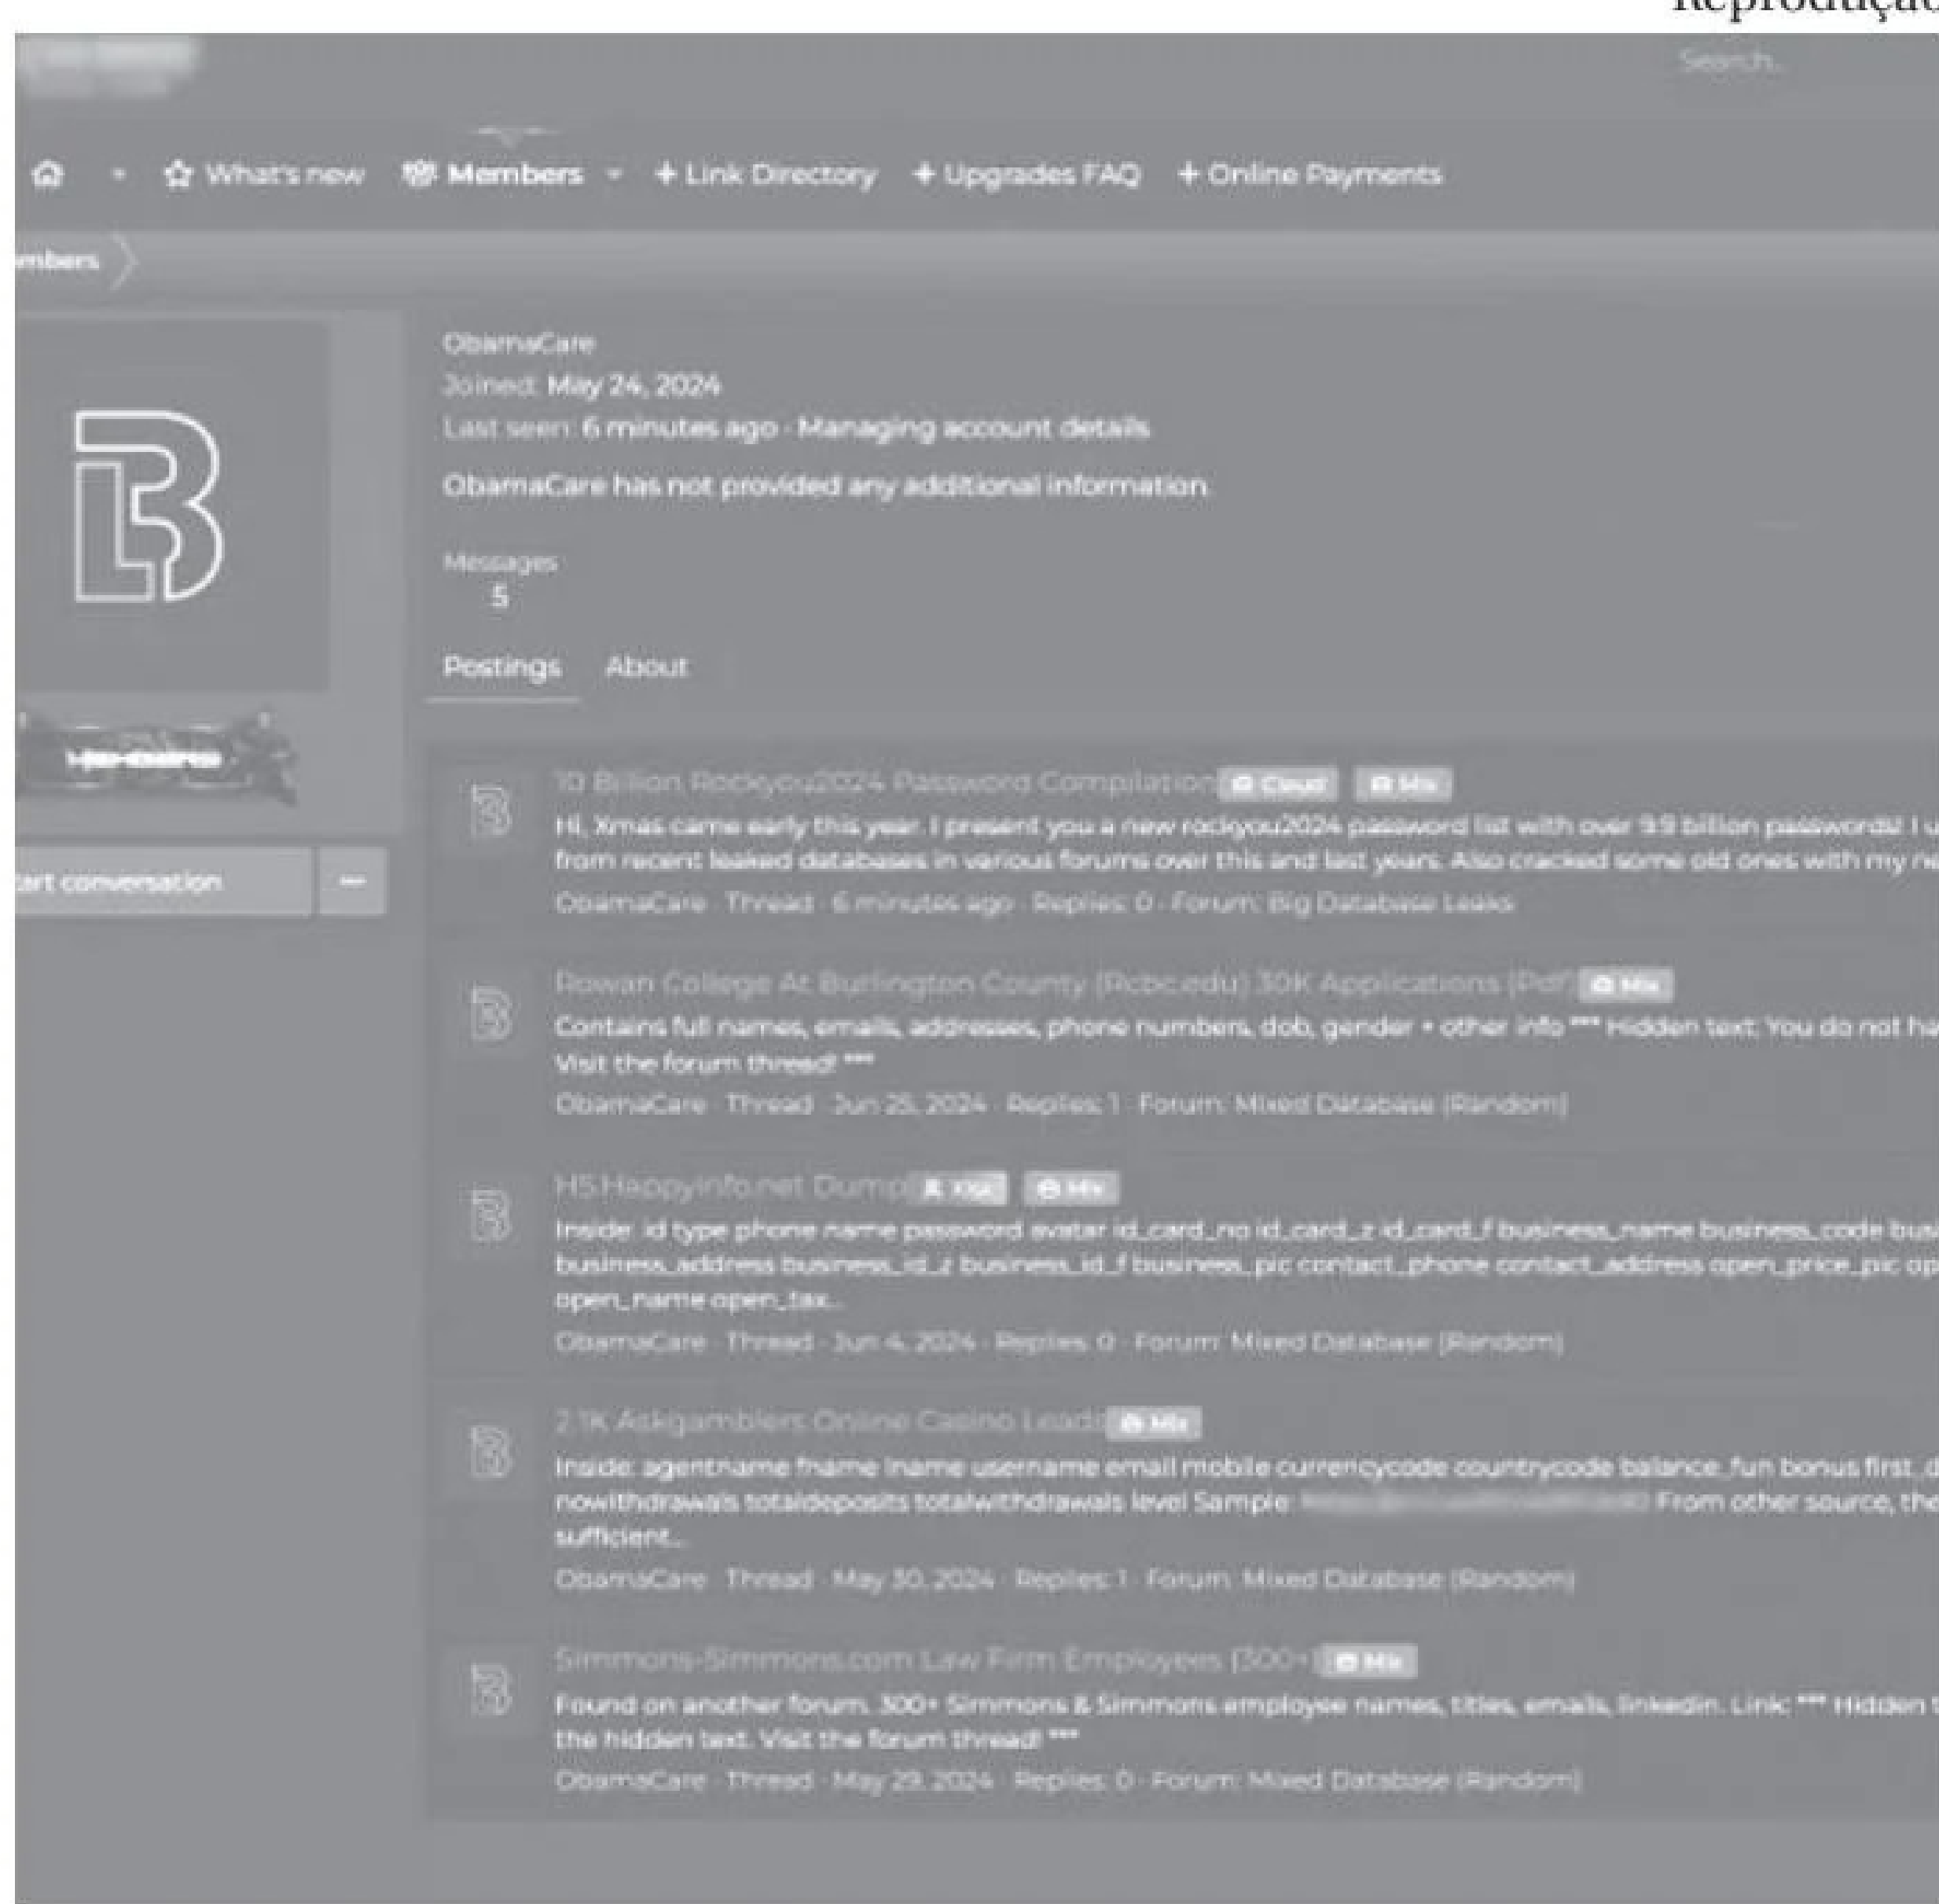 Reprodução
Search...
What's new Members + Link Directory + Upgrades FAQ + Online Payments
mbers
ObamaCare
Joined: May 24, 2024
Last seen: 6 minutes ago · Managing account details
ObamaCare has not provided any additional information.
Messages
5
Postings About
10 Billion Rockyou2024 Password Compilation Cloud Mix
Hi, Xmas came early this year. I present you a new rockyou2024 password list with over 9.9 billion passwords! I u
from recent leaked databases in various forums over this and last years. Also cracked some old ones with my ne
ObamaCare · Thread · 6 minutes ago · Replies: 0 · Forum: Big Database Leaks
art conversation
Rowan College At Burlington County (Rcbc.edu) 30K Applications (Pdf) Mix
Contains full names, emails, addresses, phone numbers, dob, gender + other info *** Hidden text: You do not ha
Visit the forum thread! ***
ObamaCare · Thread · Jun 25, 2024 · Replies: 1 · Forum: Mixed Database (Random)
H5.Happyinfo.net Dump Mix
Inside: id type phone name password avatar id_card_no id_card_z id_card_f business_name business_code busi
business_address business_id_z business_id_f business_pic contact_phone contact_address open_price_pic op
open_name open_tax...
ObamaCare · Thread · Jun 4, 2024 · Replies: 0 · Forum: Mixed Database (Random)
2.1K Askgamblers Online Casino Leads Mix
Inside: agentname fname lname username email mobile currencycode countrycode balance_fun bonus first_d
nowithdrawals totaldeposits totalwithdrawals level Sample: From other source, the
sufficient...
ObamaCare · Thread · May 30, 2024 · Replies: 1 · Forum: Mixed Database (Random)
Simmons-Simmons.com Law Firm Employees [300+] Mix
Found on another forum. 300+ Simmons & Simmons employee names, titles, emails, linkedin. Link: *** Hidden t
the hidden text. Visit the forum thread! ***
ObamaCare · Thread · May 29, 2024 · Replies: 0 · Forum: Mixed Database (Random)